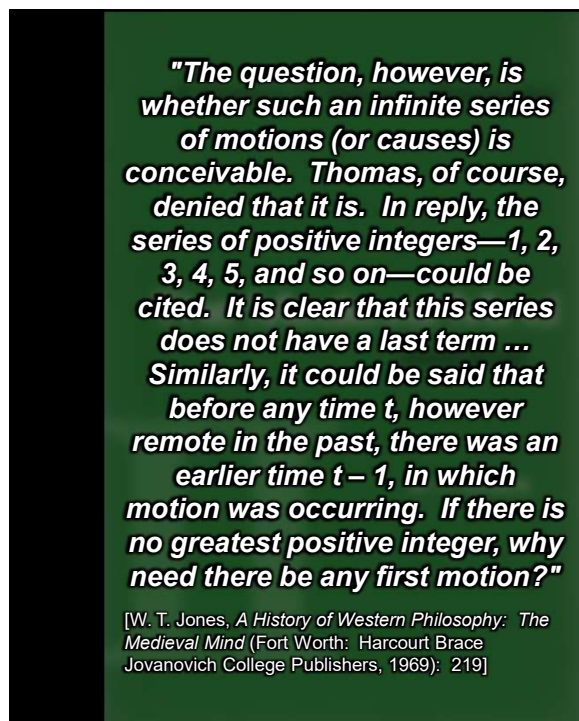 "The question, however, is
whether such an infinite series
of motions (or causes) is
conceivable.  Thomas, of course,
denied that it is.  In reply, the
series of positive integers—1, 2,
3, 4, 5, and so on—could be
cited.  It is clear that this series
does not have a last term …
Similarly, it could be said that
before any time t, however
remote in the past, there was an
earlier time t – 1, in which
motion was occurring.  If there is
no greatest positive integer, why
need there be any first motion?"
[W. T. Jones, A History of Western Philosophy:  The
Medieval Mind (Fort Worth:  Harcourt Brace
Jovanovich College Publishers, 1969):  219]